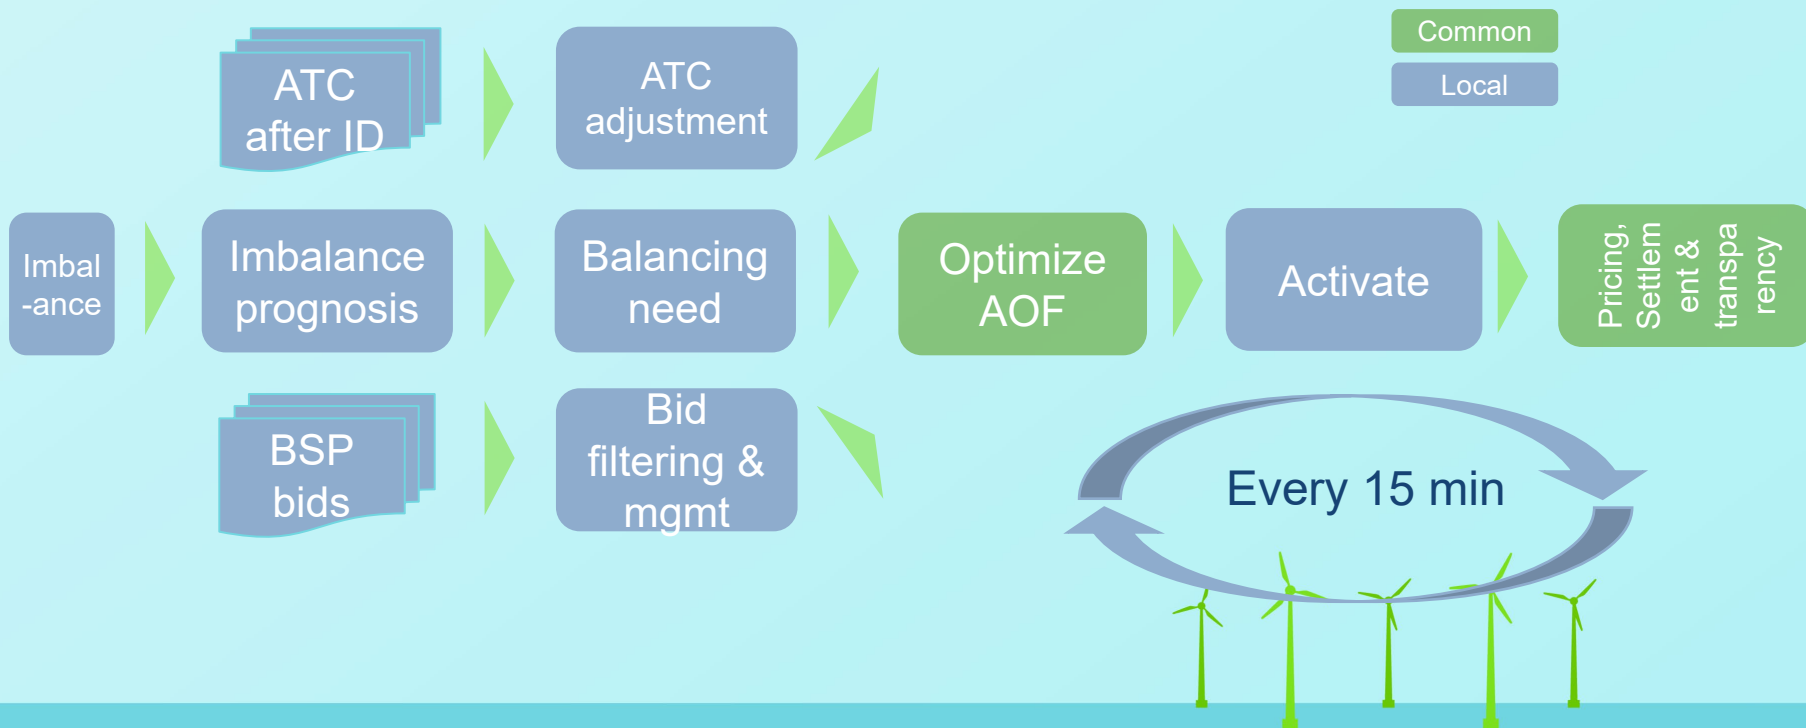 Common
Local
ATC
after ID
ATC
adjustment
Imbal
-ance
Imbalance
prognosis
Balancing
need
Optimize
AOF
Activate
Pricing,
Settlem
ent &
transpa
rency
BSP
bids
Bid
filtering &
mgmt
Every 15 min